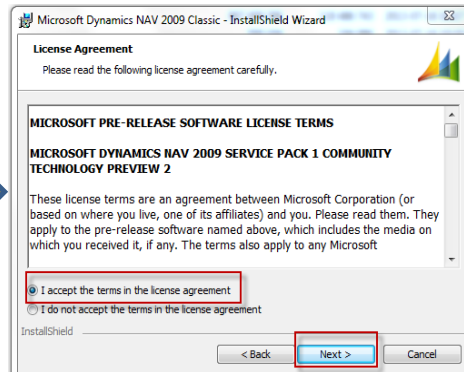 Microsoft Dynamics NAV 2009 Classic - InstallShield Wizard
License Agreement
Please read the following license agreement carefully.
MICROSOFT PRE-RELEASE SOFTWARE LICENSE TERMS
MICROSOFT DYNAMICS NAV 2009 SERVICE PACK 1 COMMUNITY
TECHNOLOGY PREVIEW 2
These license terms are an agreement between Microsoft Corporation (or
based on where you live, one of its affiliates) and you. Please read them. They
apply to the pre-release software named above, which includes the media on
which you received it, if any. The terms also apply to any Microsoft
I accept the terms in the license agreement
I do not accept the terms in the license agreement
InstallShield
< Back Next > Cancel